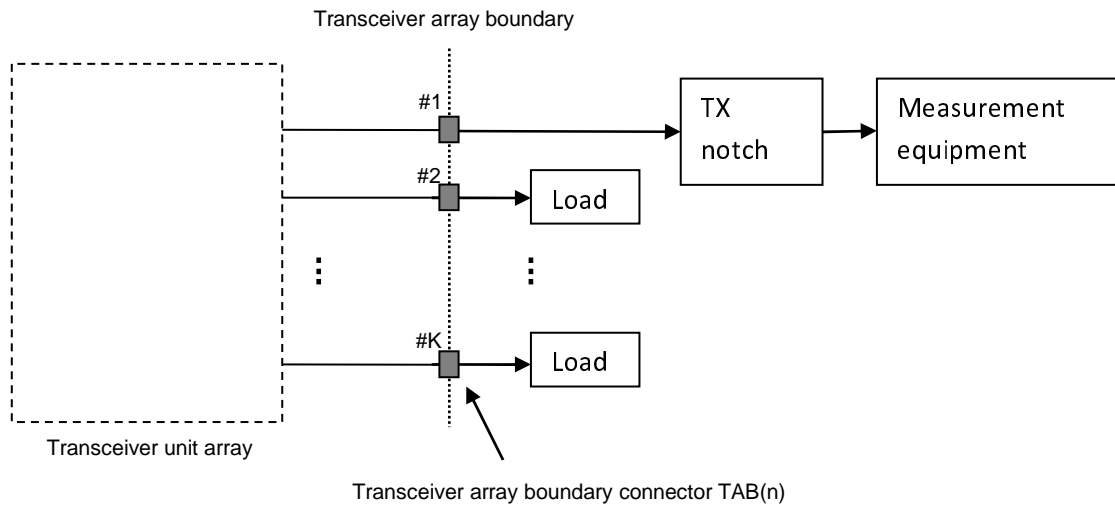 Transceiver array boundary
#1
TX
notch
Measurement
equipment
#2
Load
#K
Load
Transceiver unit array
Transceiver array boundary connector TAB(n)